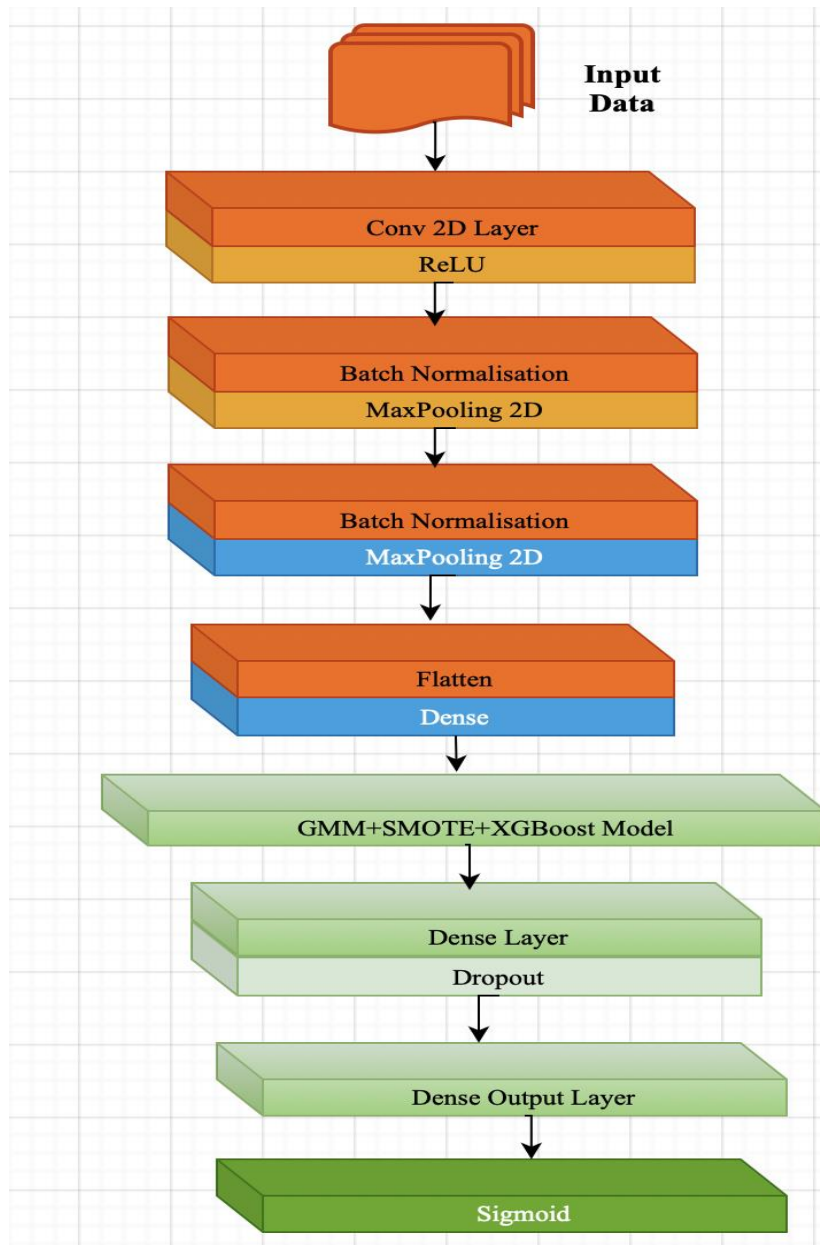 Input
Data
Conv 2D Layer
ReLU
Batch Normalisation
MaxPooling 2D
Batch Normalisation
MaxPooling 2D
Flatten
Dense
GMM+SMOTE+XGBoost Model
Dense Layer
Dropout
Dense Output Layer
Sigmoid